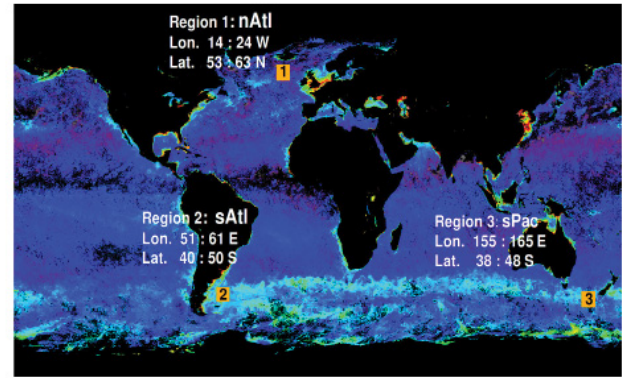 Region 1: nAtl
Lon. 14 : 24 W
Lat. 53 : 63 N
1
Region 2: sAtl
Lon. 51 : 61 E
Lat. 40 : 50 S
Region 3: sPac
Lon. 155 : 165 E
Lat. 38 : 48 S
2
3